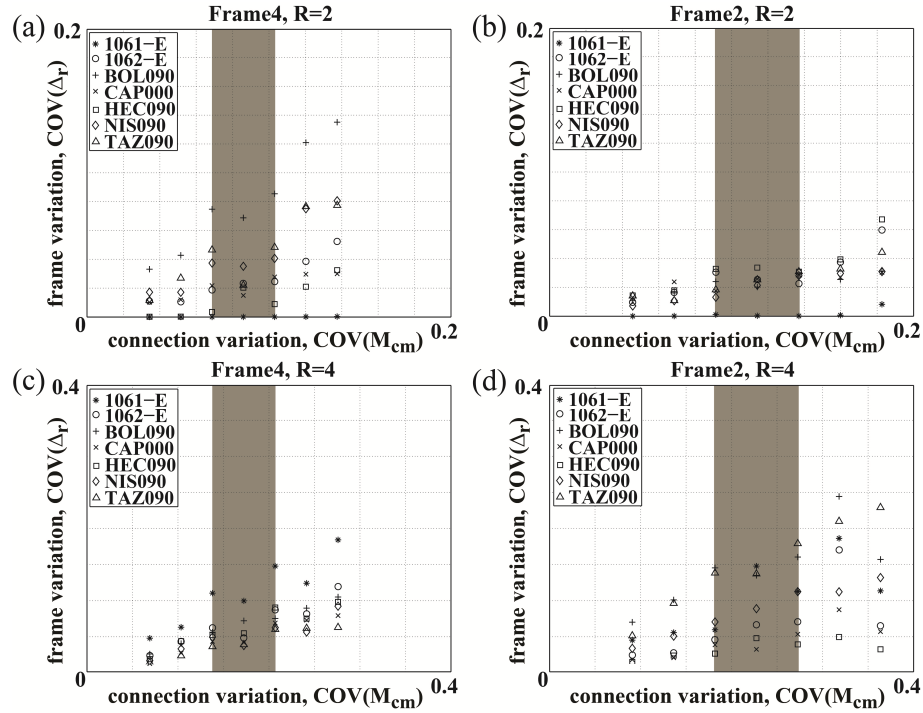 (a) Frame4, R=2
0.2
1061−E
1062−E
BOL090
CAP000
HEC090
NIS090
TAZ090
frame variation, COV(Δr)
0
0.2
connection variation, COV(Mcm)
(b) Frame2, R=2
0.2
1061−E
1062−E
BOL090
CAP000
HEC090
NIS090
TAZ090
frame variation, COV(Δr)
0
0.2
connection variation, COV(Mcm)
(c) Frame4, R=4
0.4
1061−E
1062−E
BOL090
CAP000
HEC090
NIS090
TAZ090
frame variation, COV(Δr)
0
0.4
connection variation, COV(Mcm)
(d) Frame2, R=4
0.4
1061−E
1062−E
BOL090
CAP000
HEC090
NIS090
TAZ090
frame variation, COV(Δr)
0
0.4
connection variation, COV(Mcm)